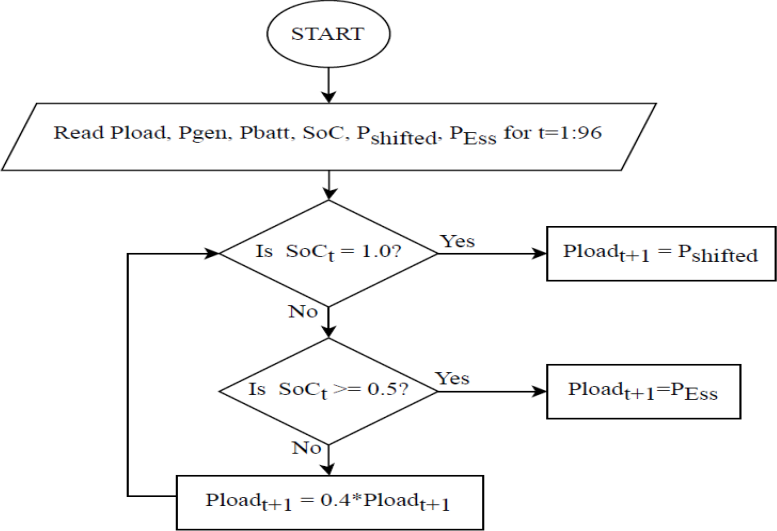 START
Read Pload, Pgen, Pbatt, SoC, Pshifted, PEss for t=1:96
Is SoCt = 1.0?
Yes
Ploadt+1 = Pshifted
No
Is SoCt >= 0.5?
Yes
Ploadt+1=PEss
No
Ploadt+1 = 0.4*Ploadt+1